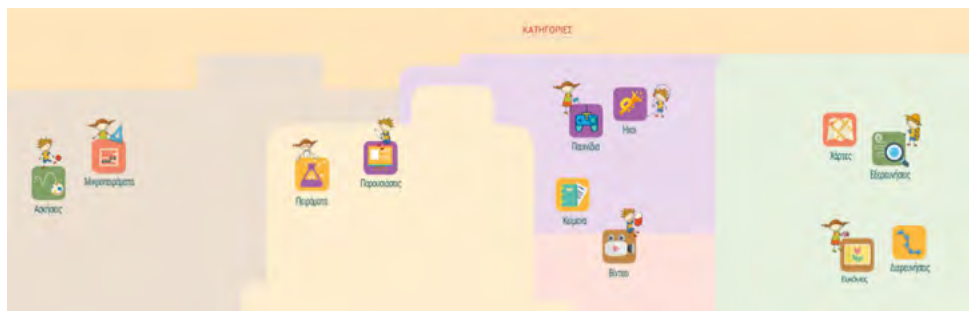 ΚΑΤΗΓΟΡΙΕΣ
Ασκήσεις
Μικροπειράματα
Πειράματα
Παρουσιάσεις
Παιχνίδια
Ήχοι
Κείμενα
Βίντεο
Χάρτες
Εξερευνήσεις
Εικόνες
Διερευνήσεις